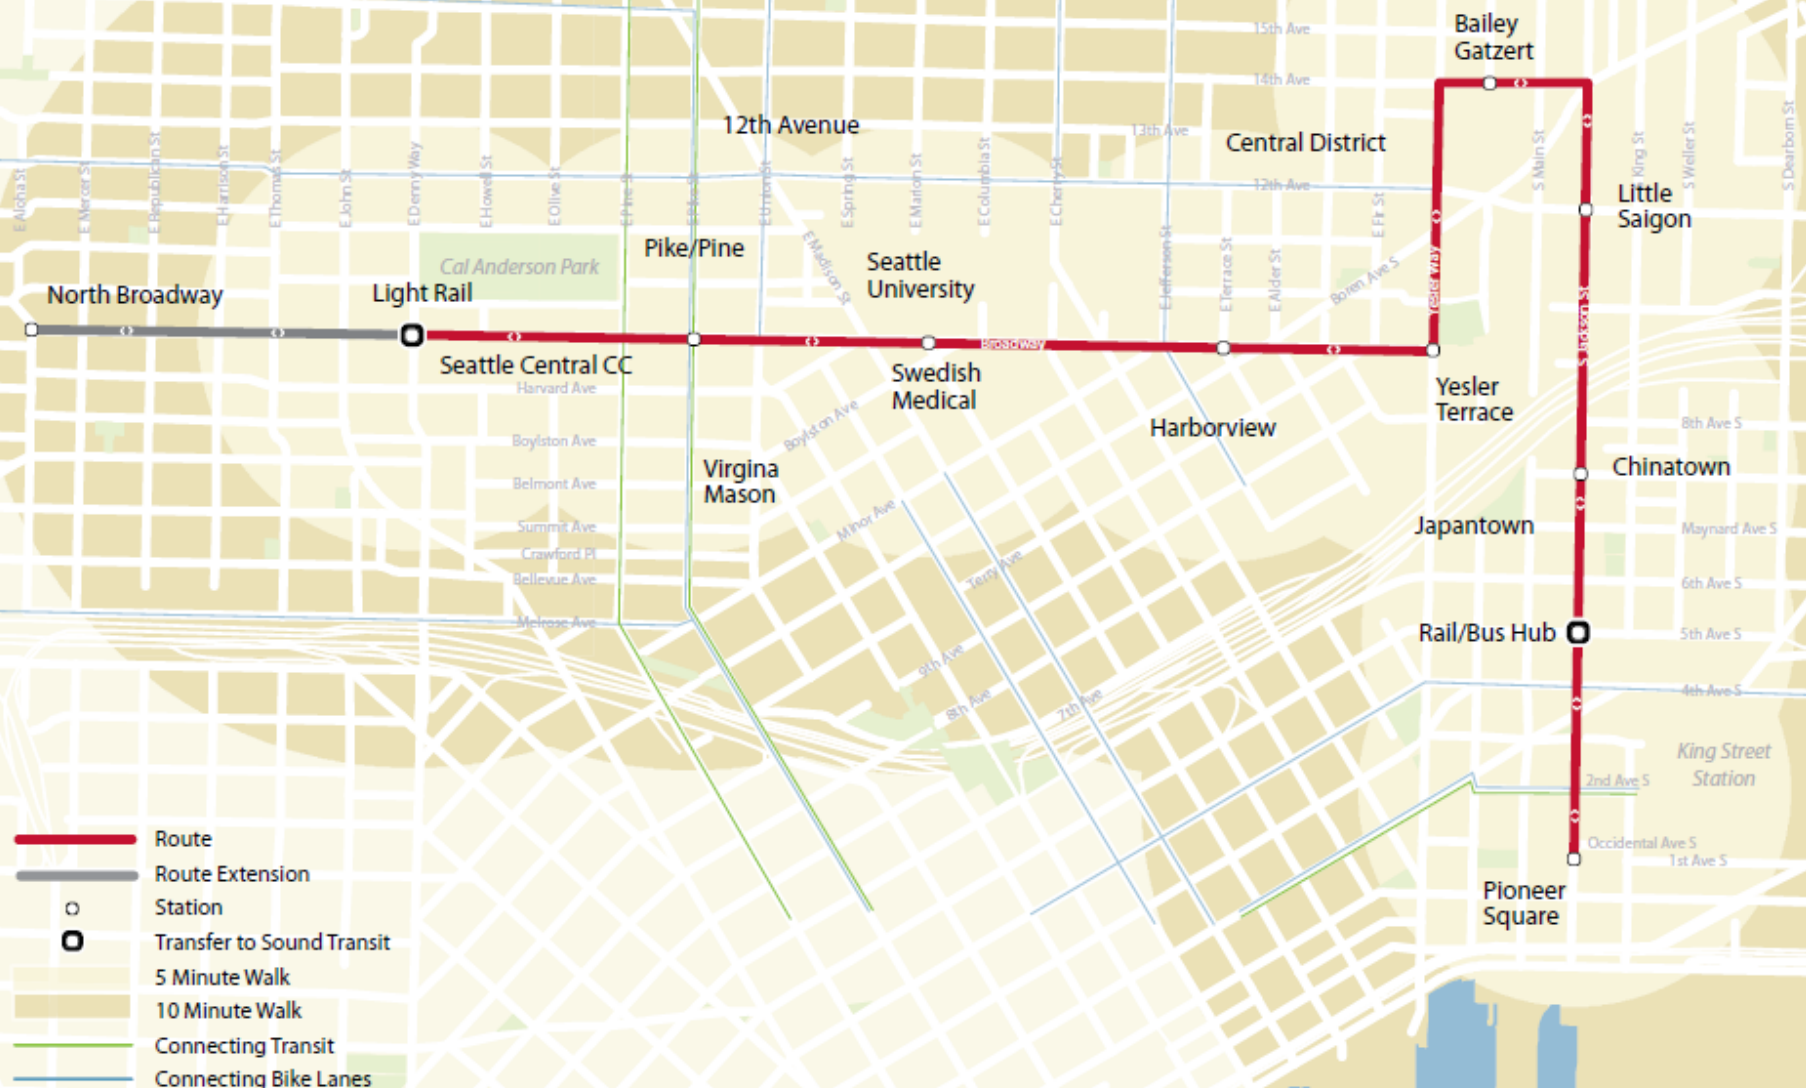 Bailey
Gatzert
15th Ave
14th Ave
13th Ave
12th Ave
12th Avenue
Central District
E Aloha St
E Mercer St
E Republican St
E Harrison St
E Thomas St
E John St
E Denny Way
E Howell St
E Olive St
E Pine St
E Pike St
E Union St
E Spring St
E Marion St
E Columbia St
E Cherry St
E Jefferson St
E Terrace St
E Alder St
E Fir St
S Main St
S King St
S Weller St
S Dearborn St
Little
Saigon
Pike/Pine
Cal Anderson Park
E Madison St
Seattle
University
Boren Ave S
Yesler Way
S Jackson St
North Broadway
Light Rail
Broadway
Seattle Central CC
Swedish
Medical
Yesler
Terrace
Harborview
Harvard Ave
Boylston Ave
Boylston Ave
8th Ave S
Virgina
Mason
Chinatown
Belmont Ave
Summit Ave
Crawford Pl
Bellevue Ave
Melrose Ave
Minor Ave
Terry Ave
9th Ave
8th Ave
7th Ave
Japantown
Maynard Ave S
6th Ave S
Rail/Bus Hub
5th Ave S
4th Ave S
King Street
Station
2nd Ave S
Occidental Ave S
1st Ave S
Pioneer
Square
Route
Route Extension
Station
Transfer to Sound Transit
5 Minute Walk
10 Minute Walk
Connecting Transit
Connecting Bike Lanes